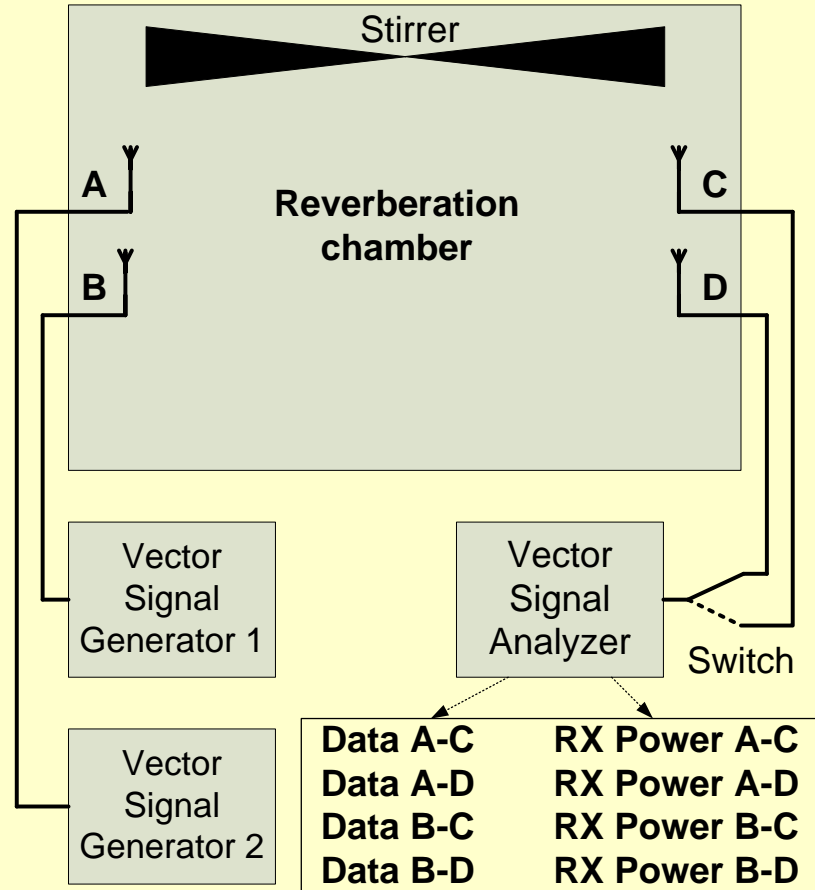 Stirrer
A
C
Reverberation
chamber
B
D
Vector
Signal
Generator 1
Vector
Signal
Analyzer
Switch
Vector
Signal
Generator 2
Data A-C RX Power A-C
Data A-D RX Power A-D
Data B-C RX Power B-C
Data B-D RX Power B-D